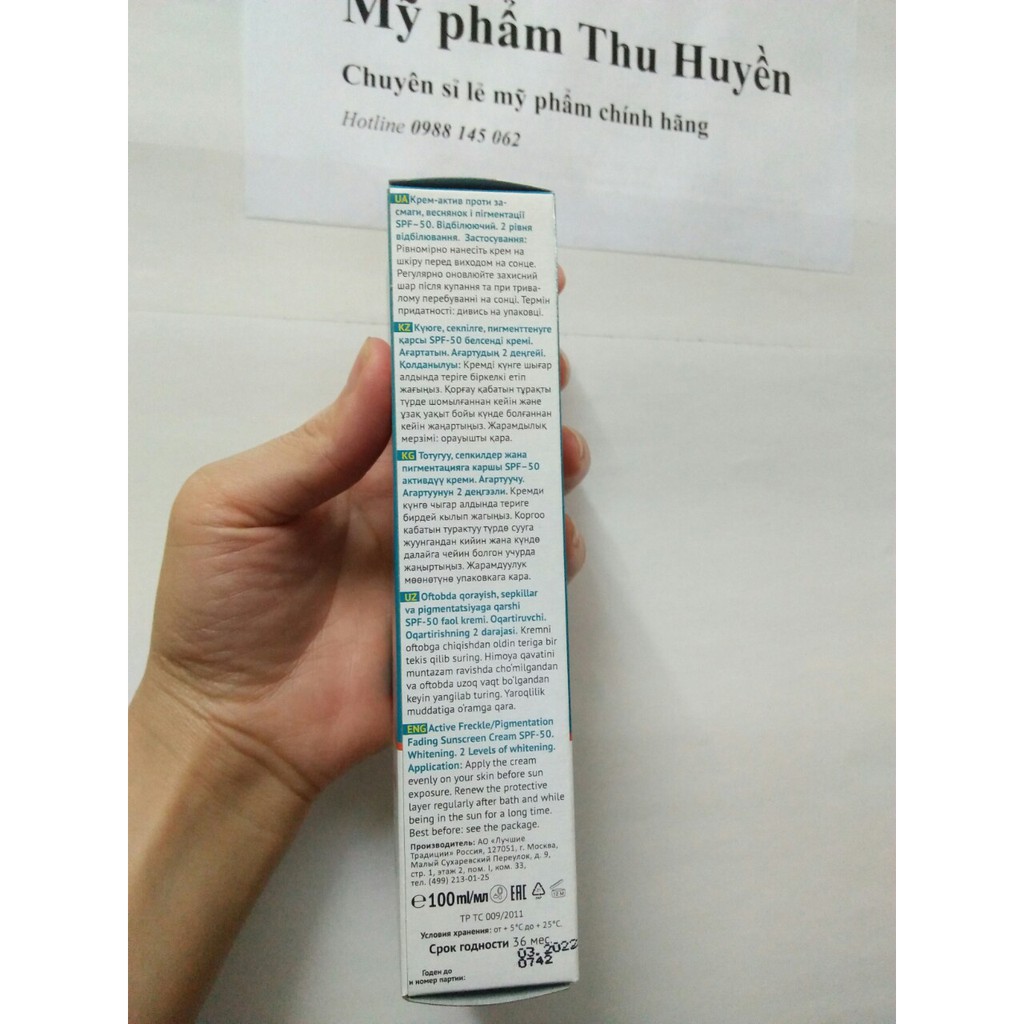 Mỹ phẩm Thu Huyền
Chuyên sỉ lẻ mỹ phẩm chính hãng
Hotline 0988 145 062
UA Крем-актив проти за-
смаги, веснянок і пігментації
SPF–50. Відбілюючий. 2 рівня
відбілювання. Застосування:
Рівномірно нанесіть крем на
шкіру перед виходом на сонце.
Регулярно оновлюйте захисний
шар після купання та при трива-
лому перебуванні на сонці. Термін
придатності: дивись на упаковці.
KZ Күюге, секпілге, пигменттенуге
қарсы SPF-50 белсенді кремі.
Ағартатын. Ағартудың 2 деңгейі.
Қолданылуы: Кремді күнге шығар
алдында теріге біркелкі етіп
жағыңыз. Қорғау қабатын тұрақты
түрде шомылғаннан кейін және
ұзақ уақыт бойы күнде болғаннан
кейін жаңартыңыз. Жарамдылық
мерзімі: орауышты қара.
KG Тотугуу, сепкилдер жана
пигментацияга каршы SPF–50
активдүү креми. Агартуучу.
Агартуунун 2 деңгээли. Кремди
күнгө чыгар алдында териге
бирдей кылып жагыңыз. Коргоо
кабатын турактуу түрдө сууга
жуунгандан кийин жана күндө
далайга чейин болгон учурда
жаңыртыңыз. Жарамдуулук
мөөнөтүнө упаковкага кара.
UZ Oftobda qorayish, sepkillar
va pigmentatsiyaga qarshi
SPF-50 faol kremi. Oqartiruvchi.
Oqartirishning 2 darajasi. Kremni
oftobga chiqishdan oldin teriga bir
tekis qilib suring. Himoya qavatini
muntazam ravishda cho'milgandan
va oftobda uzoq vaqt bo'lgandan
keyin yangilab turing. Yaroqlilik
muddatiga o'ramga qara.
ENG Active Freckle/Pigmentation
Fading Sunscreen Cream SPF-50.
Whitening. 2 Levels of whitening.
Application: Apply the cream
evenly on your skin before sun
exposure. Renew the protective
layer regularly after bath and while
being in the sun for a long time.
Best before: see the package.
Производитель: АО «Лучшие
Традиции» Россия, 127051, г. Москва,
Малый Сухаревский Переулок, д. 9,
стр. 1, этаж 2, пом. I, ком. 33,
тел. (499) 213-01-25
℮100ml/мл EAC
ТР ТС 009/2011
Условия хранения: от + 5°C до + 25°C.
Срок годности 36 мес.
03.2022
0742
Годен до
и номер партии: